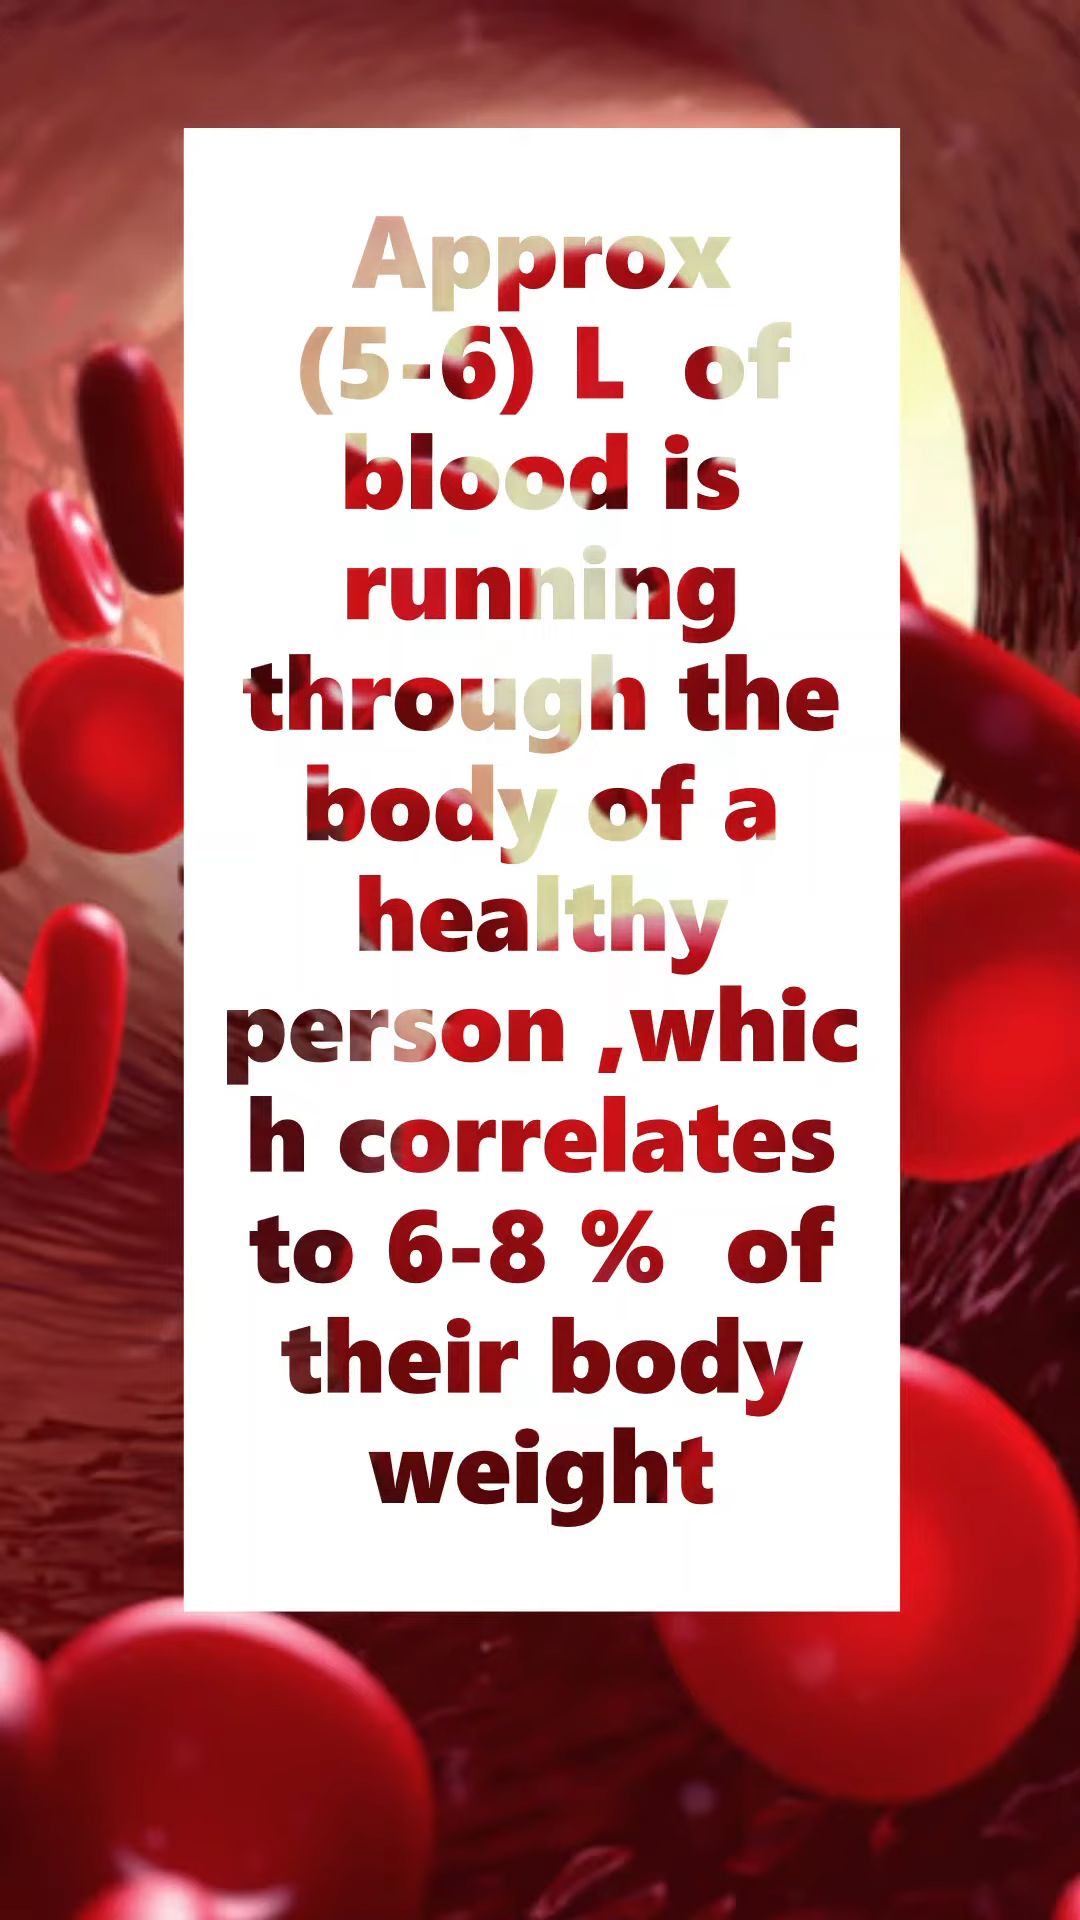 Approx
(5-6) L  of
blood is
running
through the
body of a
healthy
person ,whic
h correlates
to 6-8 %  of
their body
weight